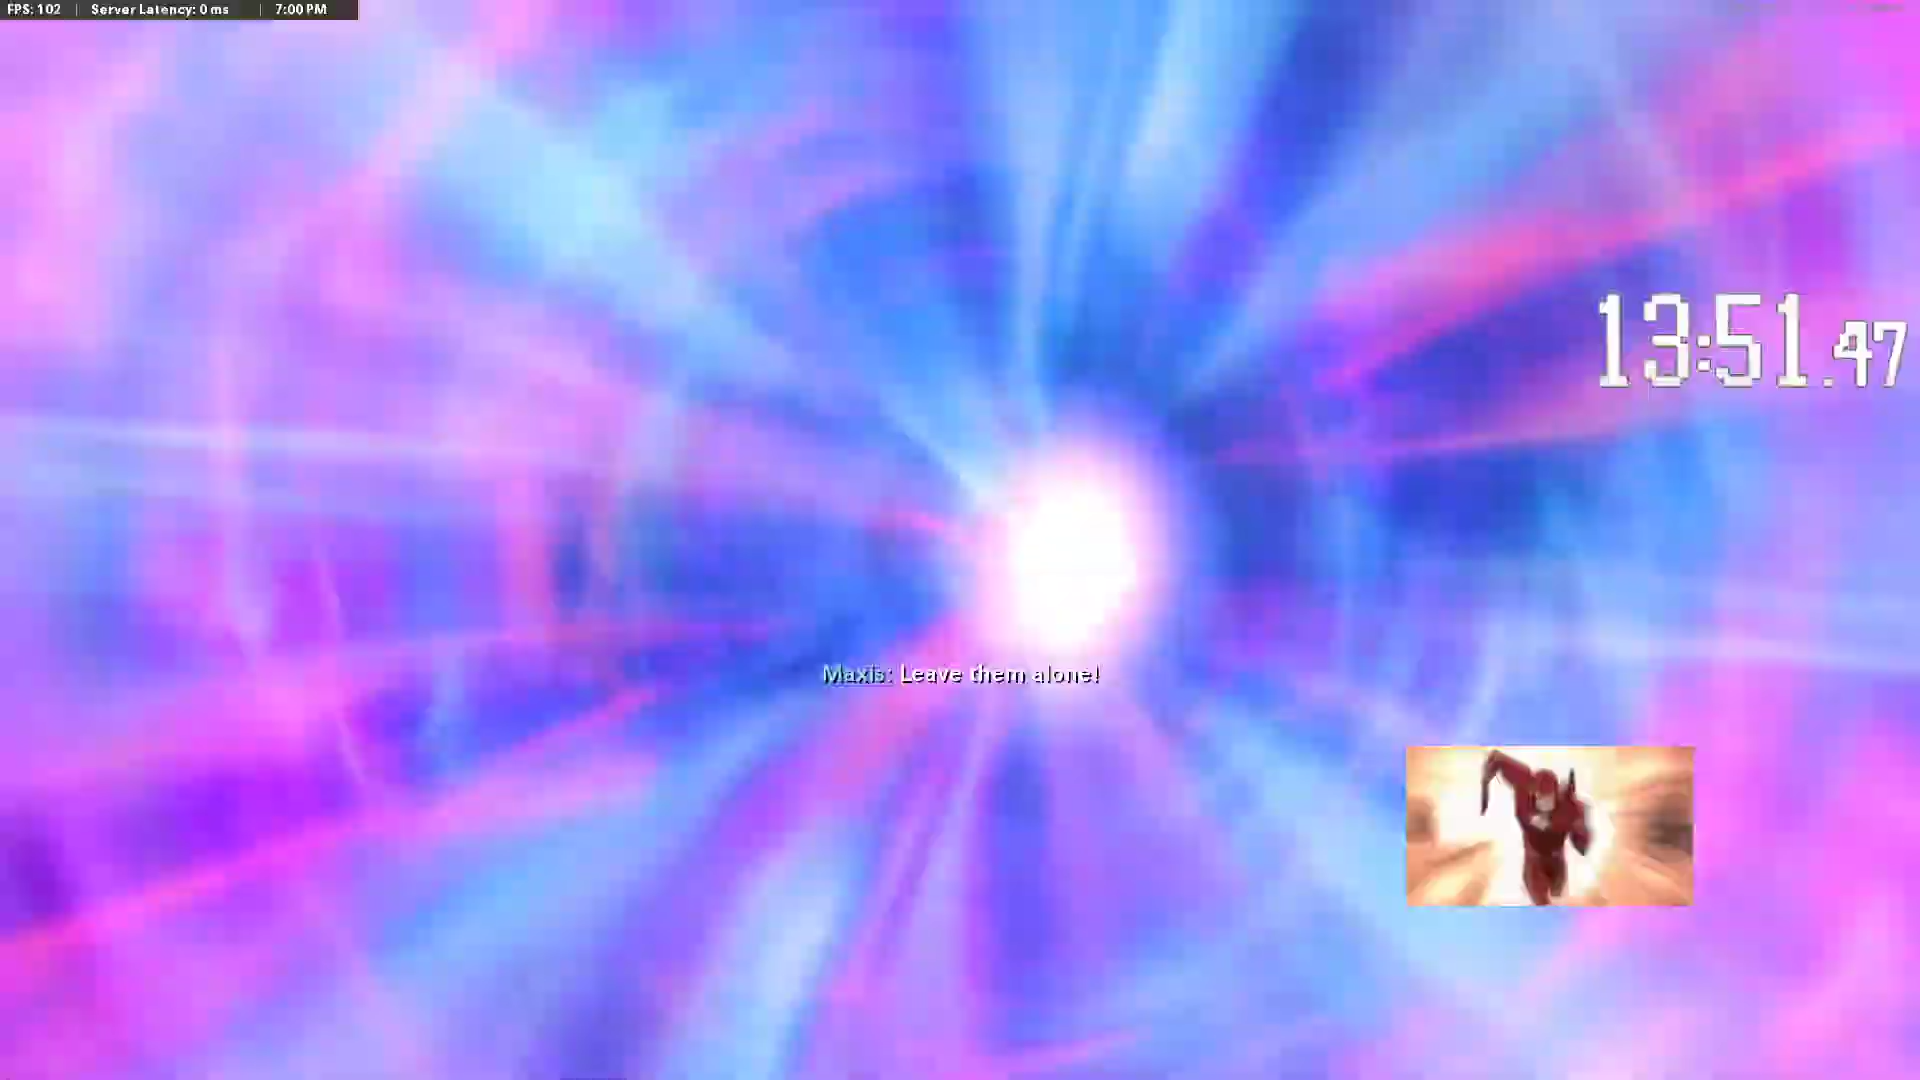 FPS: 102 | Server Latency: 0 ms | 7:00 PM
13:51.47
Maxis: Leave them alone!